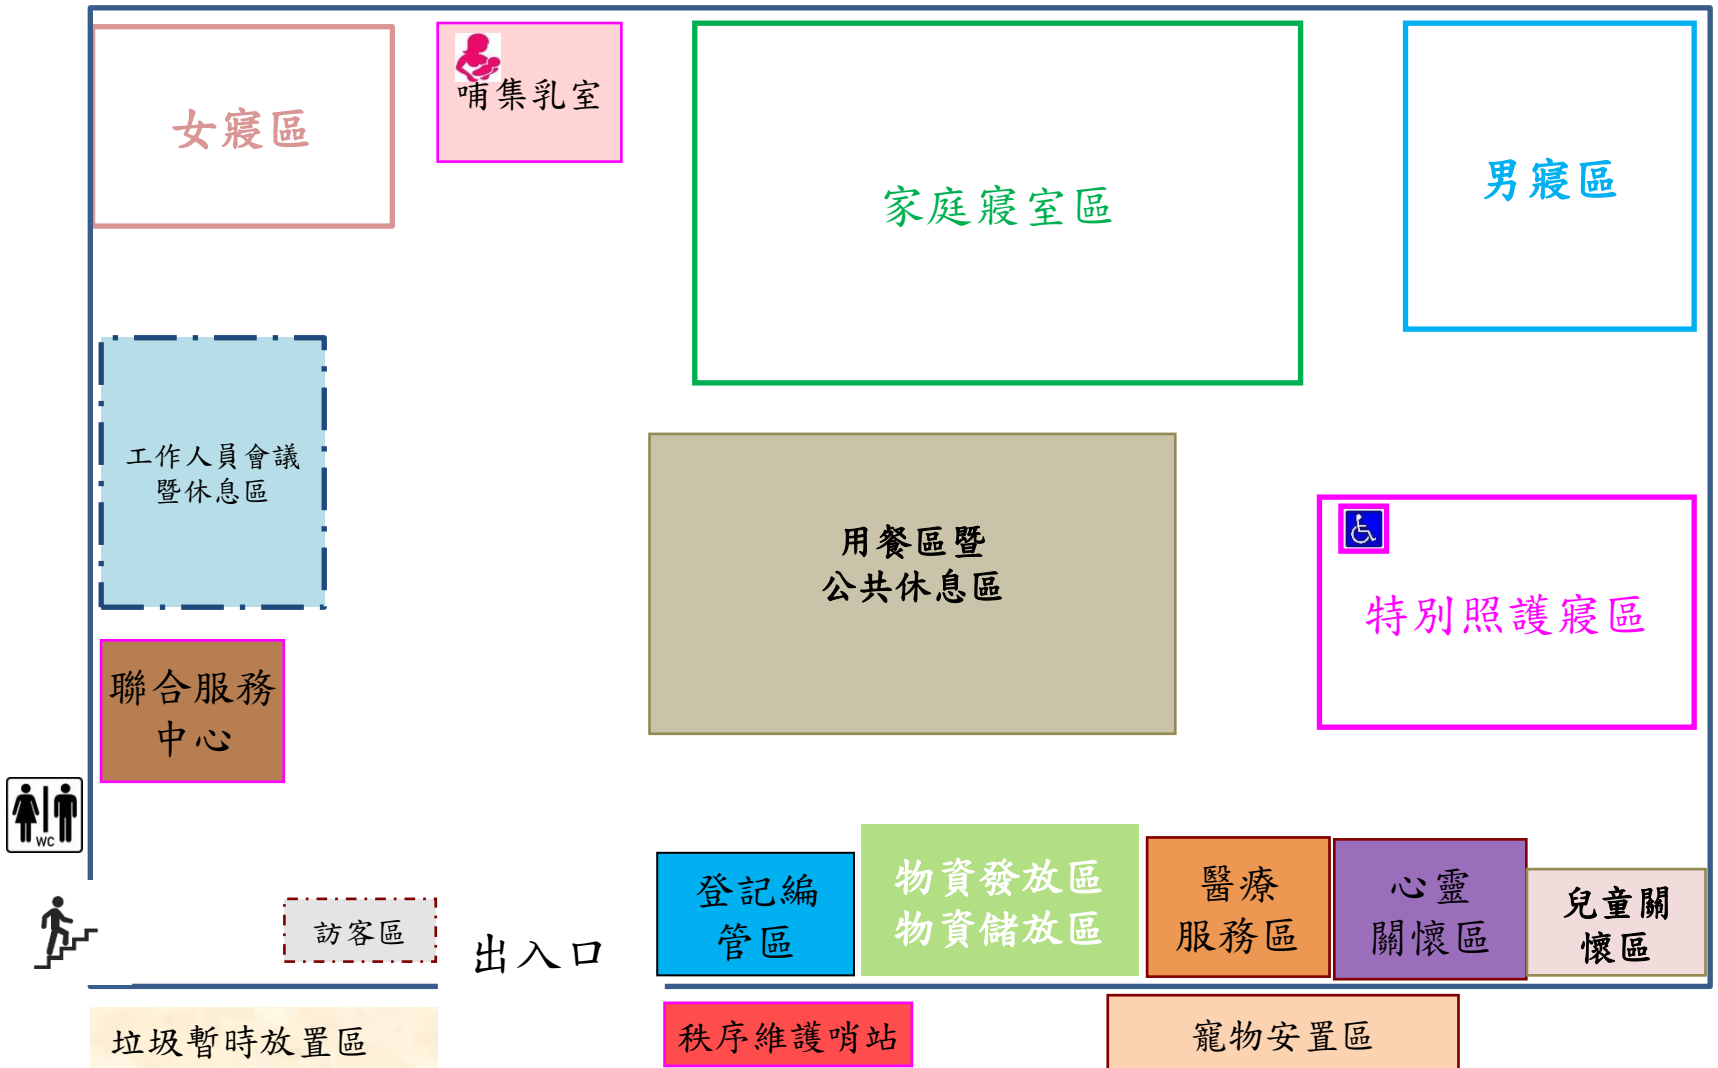 女寢區
哺集乳室
家庭寢室區
男寢區
工作人員會議
暨休息區
用餐區暨
公共休息區
特別照護寢區
聯合服務
中心
WC
訪客區
出入口
登記編
管區
物資發放區
物資儲放區
醫療
服務區
心靈
關懷區
兒童關
懷區
垃圾暫時放置區
秩序維護哨站
寵物安置區